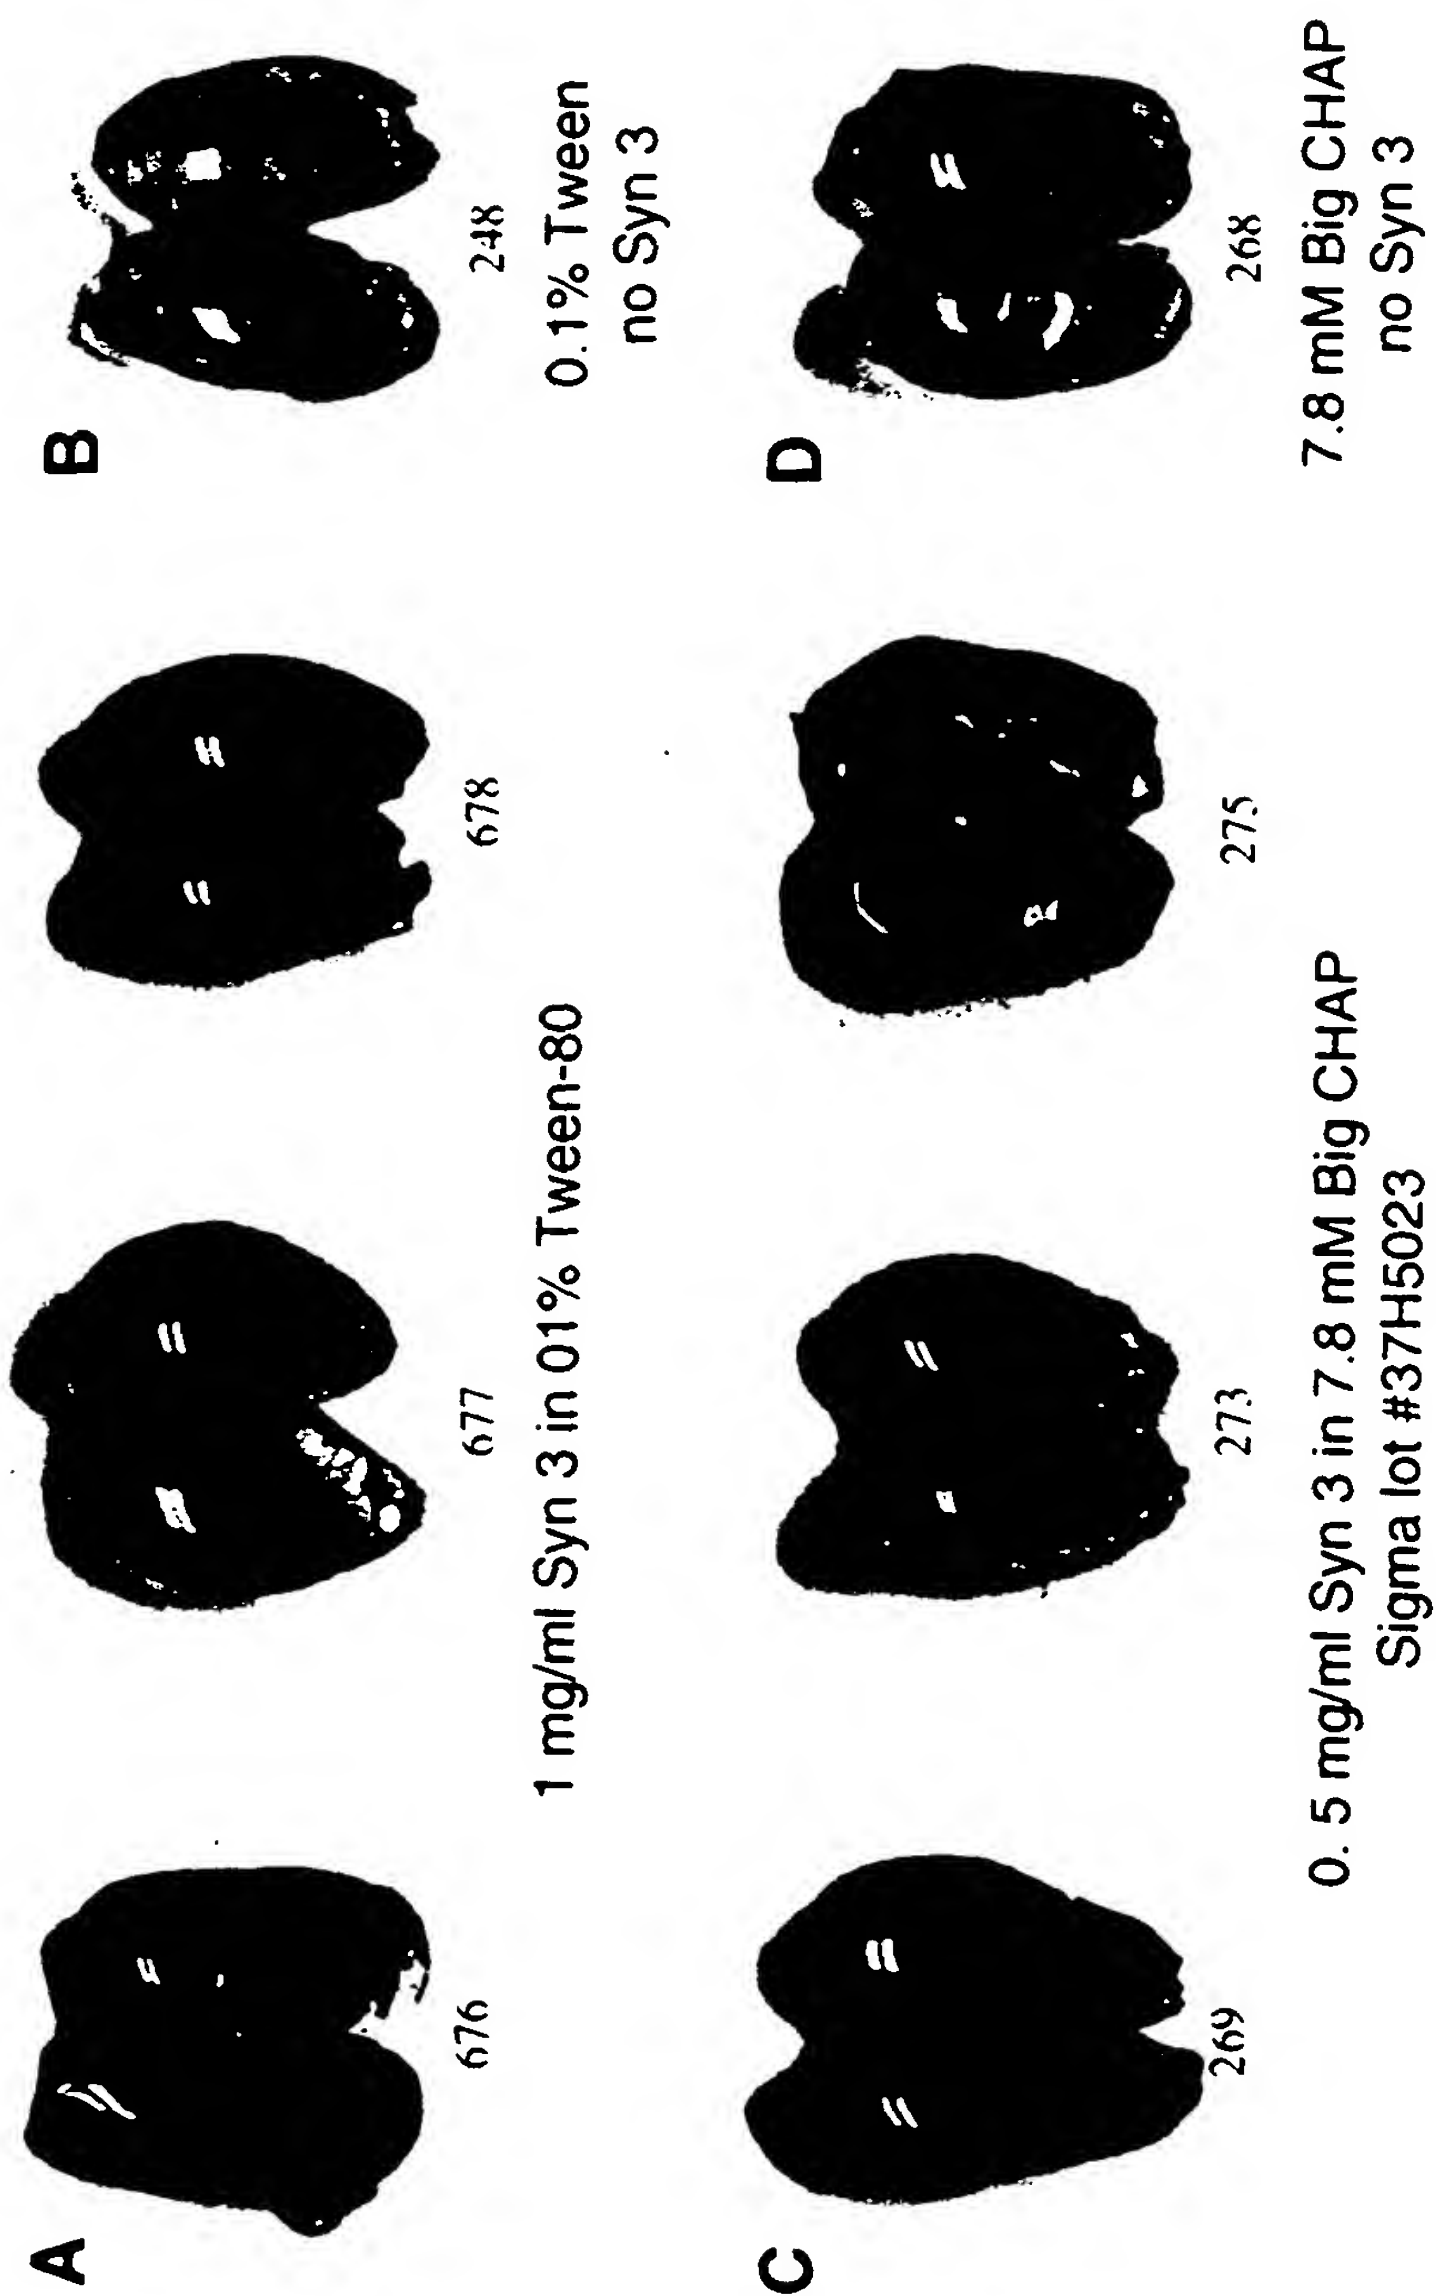 A
B
676
677
678
248
1 mg/ml Syn 3 in 01% Tween-80
0.1% Tween
no Syn 3
C
D
269
273
275
268
0. 5 mg/ml Syn 3 in 7.8 mM Big CHAP
Sigma lot #37H5023
7.8 mM Big CHAP
no Syn 3